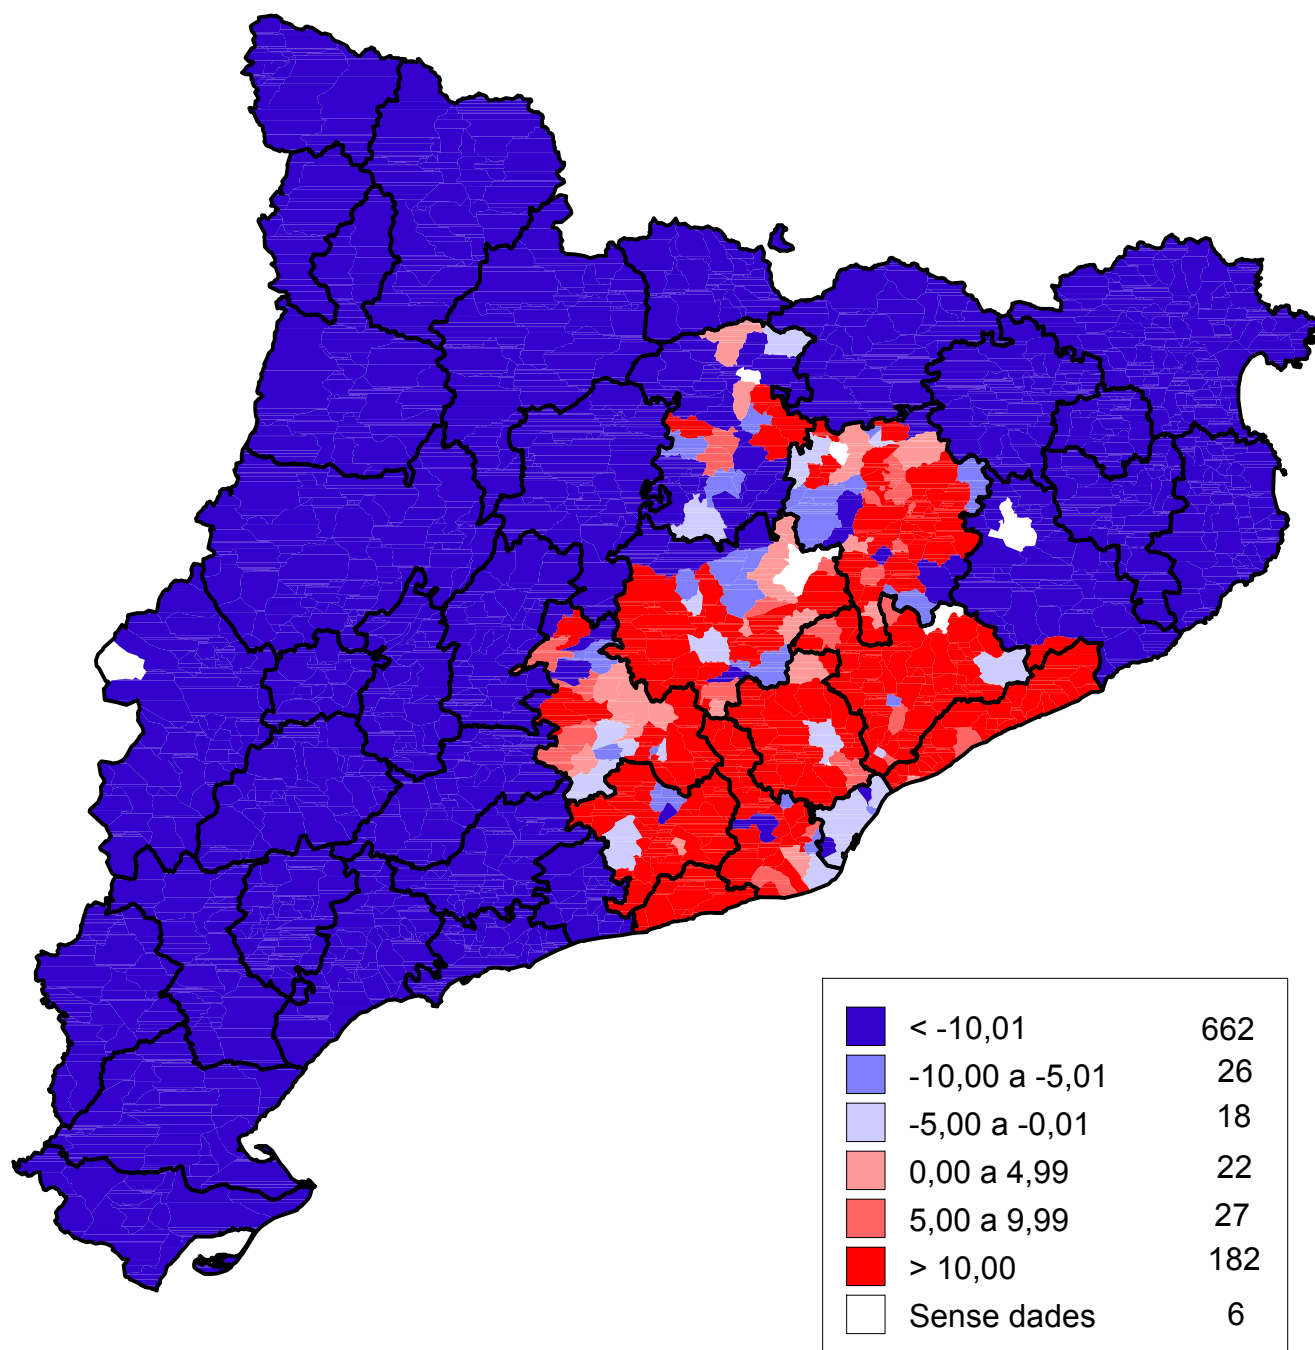 < -10,01 662
-10,00 a -5,01 26
-5,00 a -0,01 18
0,00 a 4,99 22
5,00 a 9,99 27
> 10,00 182
Sense dades 6